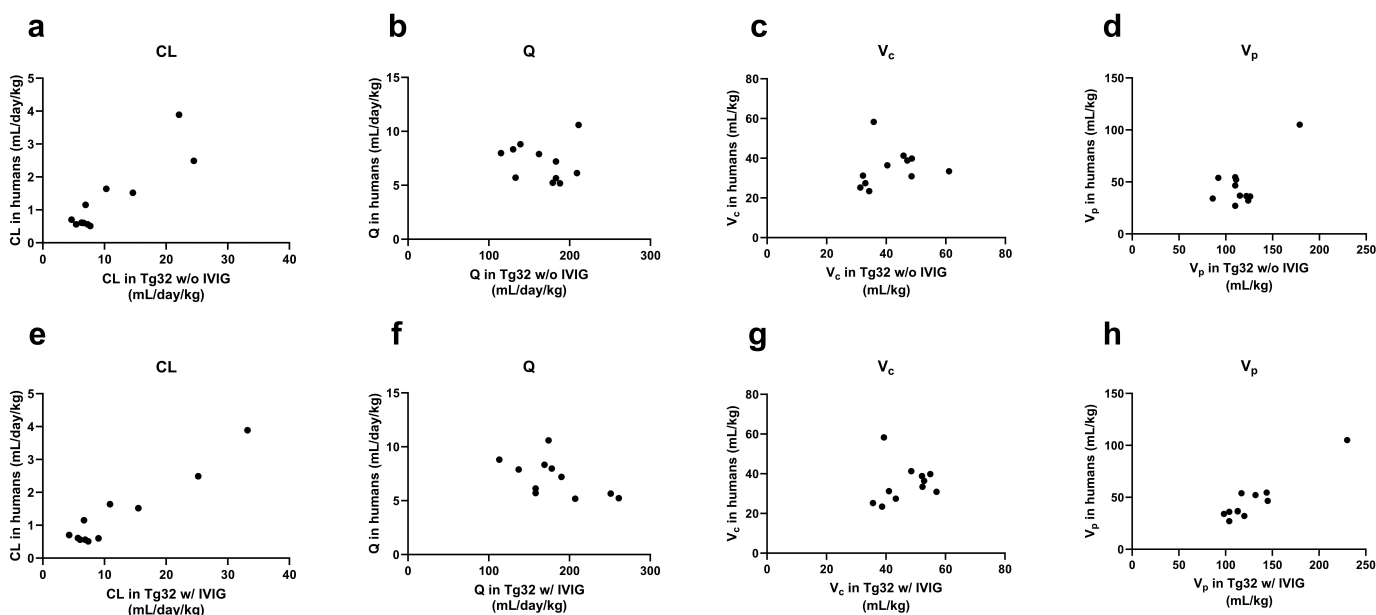 a
CL
CL in humans (mL/day/kg)
5
4
3
2
1
0
0 10 20 30 40
CL in Tg32 w/o IVIG
(mL/day/kg)
b
Q
Q in humans (mL/day/kg)
15
10
5
0
0 100 200 300
Q in Tg32 w/o IVIG
(mL/day/kg)
c
Vc
Vc in humans (mL/kg)
80
60
40
20
0
0 20 40 60 80
Vc in Tg32 w/o IVIG
(mL/kg)
d
Vp
Vp in humans (mL/kg)
150
100
50
0
0 50 100 150 200 250
Vp in Tg32 w/o IVIG
(mL/kg)
e
CL
CL in humans (mL/day/kg)
5
4
3
2
1
0
0 10 20 30 40
CL in Tg32 w/ IVIG
(mL/day/kg)
f
Q
Q in humans (mL/day/kg)
15
10
5
0
0 100 200 300
Q in Tg32 w/ IVIG
(mL/day/kg)
g
Vc
Vc in humans (mL/kg)
80
60
40
20
0
0 20 40 60 80
Vc in Tg32 w/ IVIG
(mL/kg)
h
Vp
Vp in humans (mL/kg)
150
100
50
0
0 50 100 150 200 250
Vp in Tg32 w/ IVIG
(mL/kg)